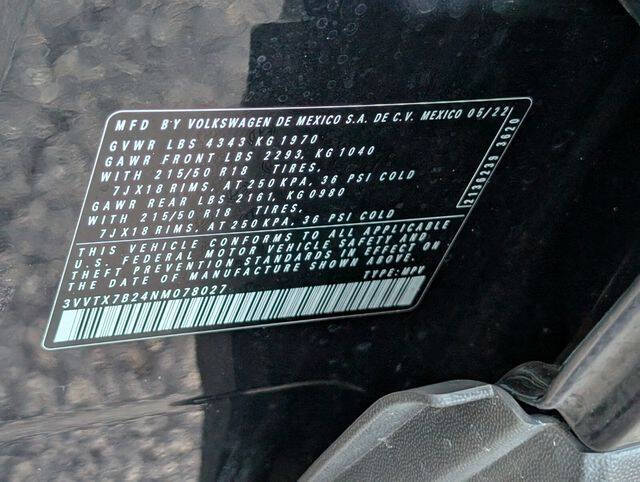 MFD BY VOLKSWAGEN DE MEXICO S.A. DE C.V. MEXICO 05/22
GVWR LBS 4343 KG 1970
GAWR FRONT LBS 2293, KG 1040
WITH 215/50 R18 TIRES,
7JX18 RIMS, AT 250 KPA, 36 PSI COLD
GAWR REAR LBS 2161, KG 0980
WITH 215/50 R18 TIRES,
7JX18 RIMS, AT 250KPA, 36 PSI COLD
THIS VEHICLE CONFORMS TO ALL APPLICABLE
U.S. FEDERAL MOTOR VEHICLE SAFETY AND
THEFT PREVENTION STANDARDS IN EFFECT ON
THE DATE OF MANUFACTURE SHOWN ABOVE.
TYPE: MPV
3VVTX7B24NM078027
3020